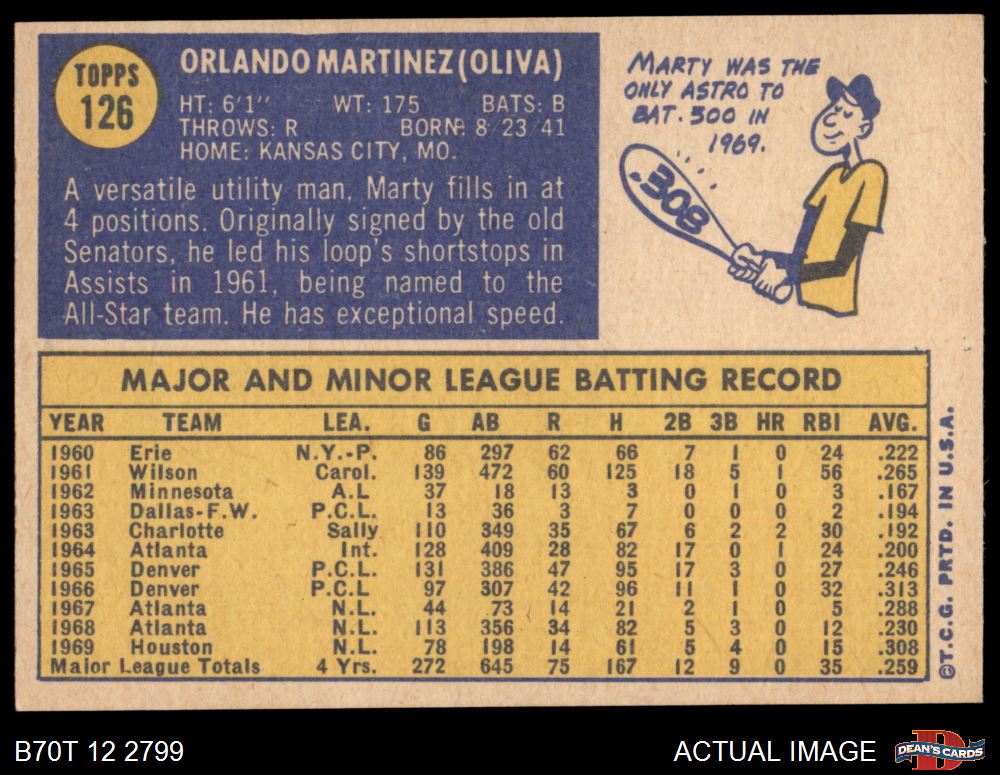 TOPPS
126
ORLANDO MARTINEZ (OLIVA)
HT: 6'1" WT: 175 BATS: B
THROWS: R BORN: 8/23/41
HOME: KANSAS CITY, MO.
A versatile utility man, Marty fills in at
4 positions. Originally signed by the old
Senators, he led his loop's shortstops in
Assists in 1961, being named to the
All-Star team. He has exceptional speed.
MARTY WAS THE
ONLY ASTRO TO
BAT .300 IN
1969.
.308
MAJOR AND MINOR LEAGUE BATTING RECORD
YEAR TEAM LEA. G AB R H 2B 3B HR RBI AVG.
1960 Erie N.Y.-P. 86 297 62 66 7 1 0 24 .222
1961 Wilson Carol. 139 472 60 125 18 5 1 56 .265
1962 Minnesota A.L 37 18 13 3 0 1 0 3 .167
1963 Dallas-F.W. P.C.L. 13 36 3 7 0 0 0 2 .194
1963 Charlotte Sally 110 349 35 67 6 2 2 30 .192
1964 Atlanta Int. 128 409 28 82 17 0 1 24 .200
1965 Denver P.C.L. 131 386 47 95 17 3 0 27 .246
1966 Denver P.C.L 97 307 42 96 11 1 0 32 .313
1967 Atlanta N.L. 44 73 14 21 2 1 0 5 .288
1968 Atlanta N.L. 113 356 34 82 5 3 0 12 .230
1969 Houston N.L. 78 198 14 61 5 4 0 15 .308
Major League Totals 4 Yrs. 272 645 75 167 12 9 0 35 .259
©T.C.G. PRTD. IN U.S.A.
B70T 12 2799
ACTUAL IMAGE
DEAN'S CARDS